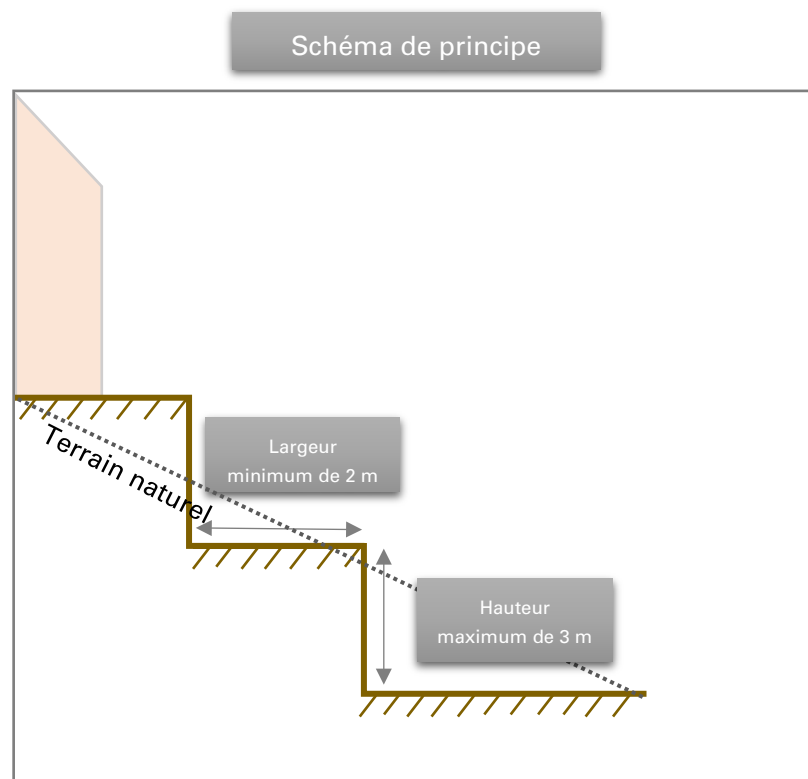 Schéma de principe
Terrain naturel
Largeur
minimum de 2 m
Hauteur
maximum de 3 m